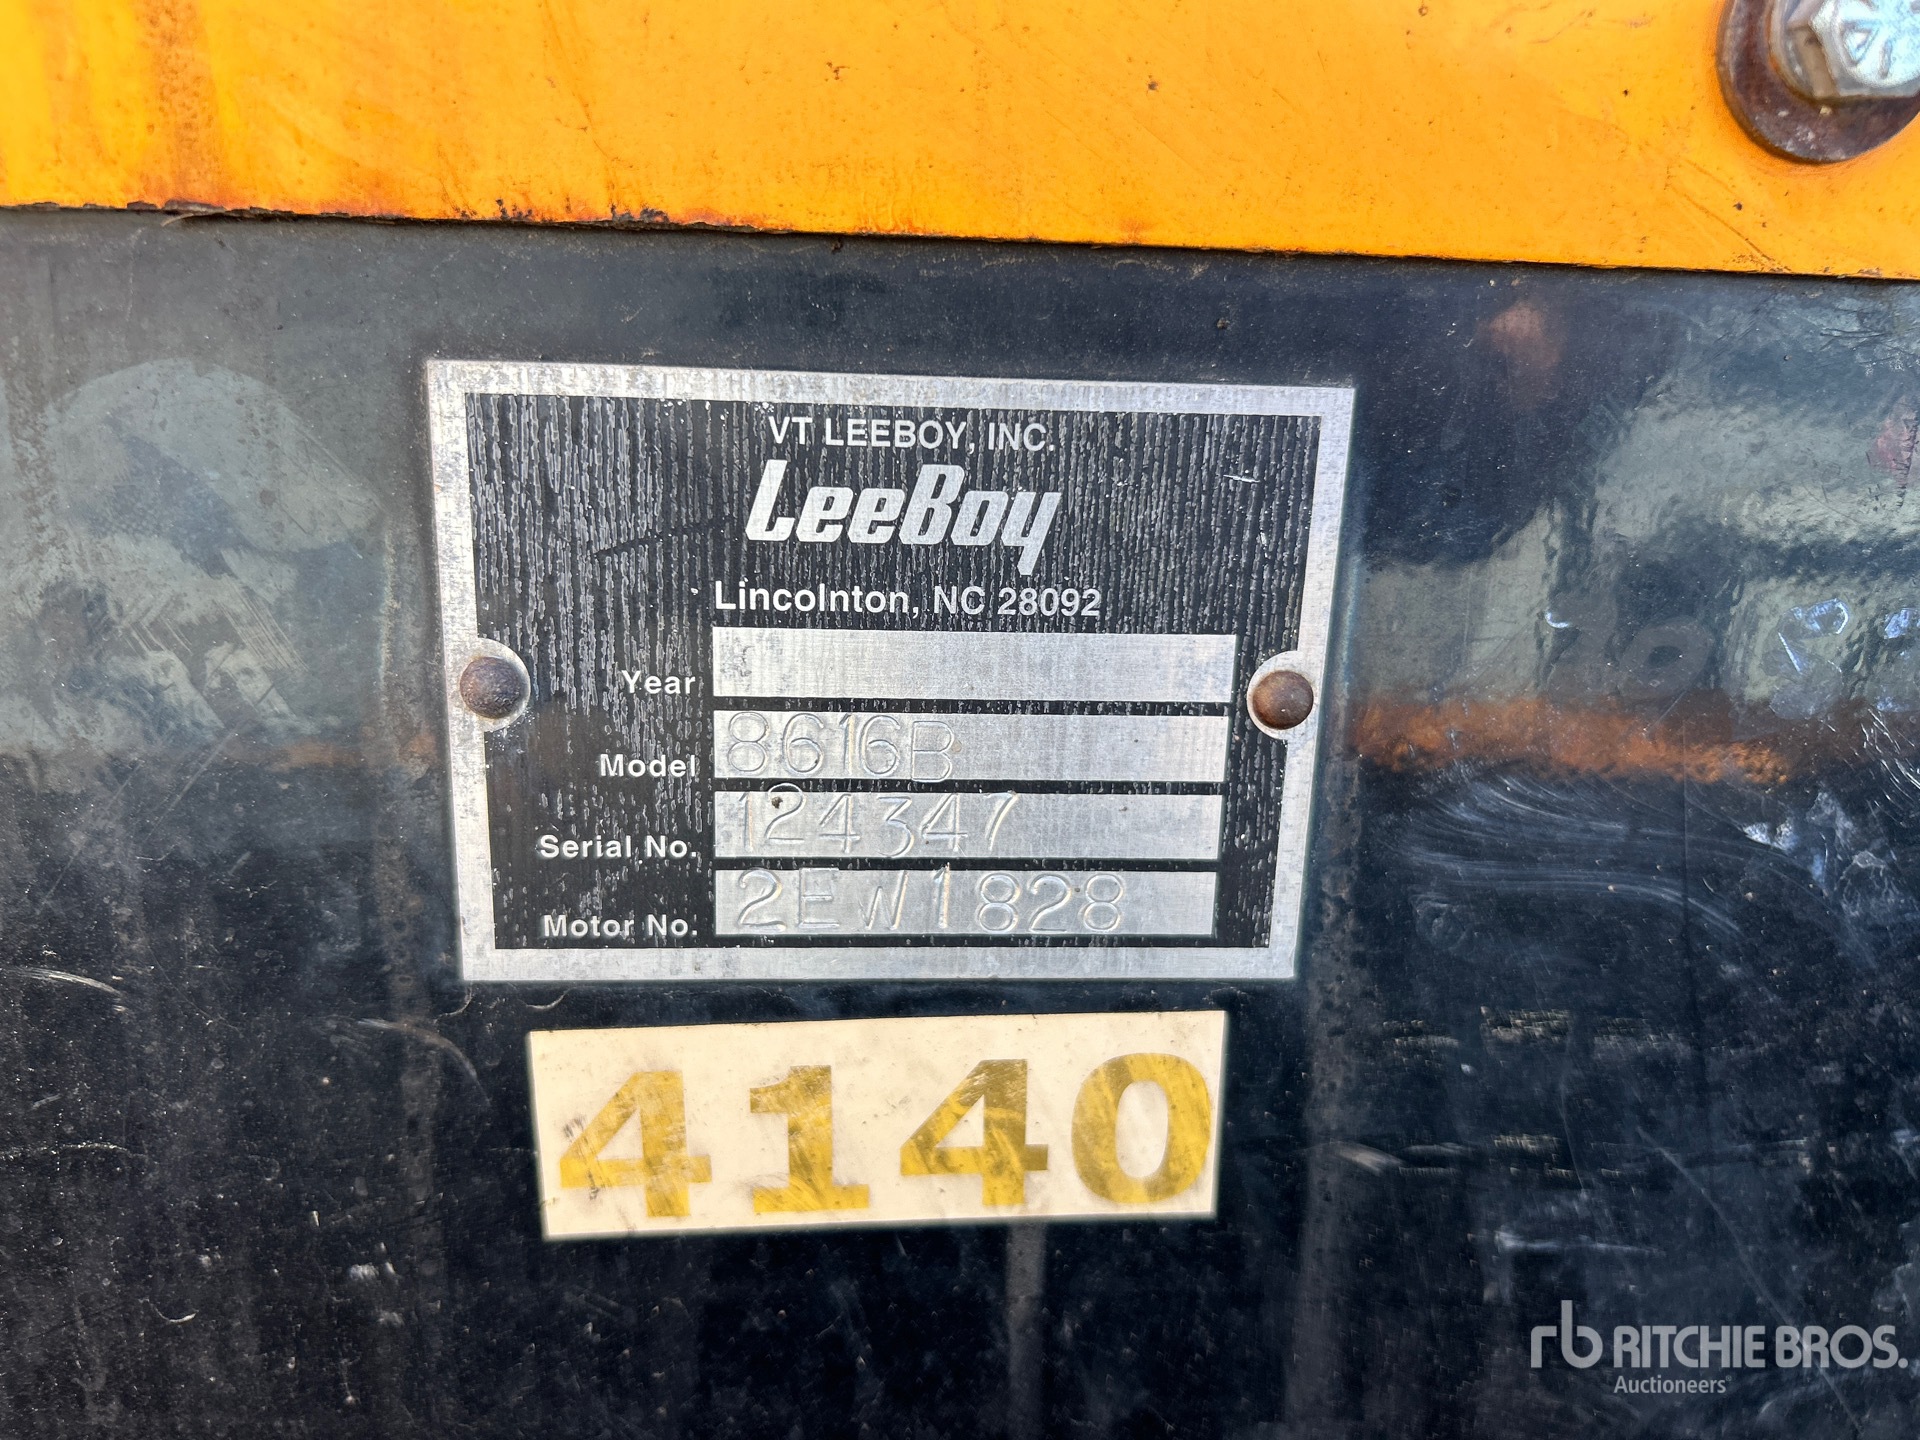 VT LEEBOY, INC.
LeeBoy
Lincolnton, NC 28092
Year
Model 8616B
Serial No. 124347
Motor No. 2EW1828
4140
rb RITCHIE BROS.
Auctioneers